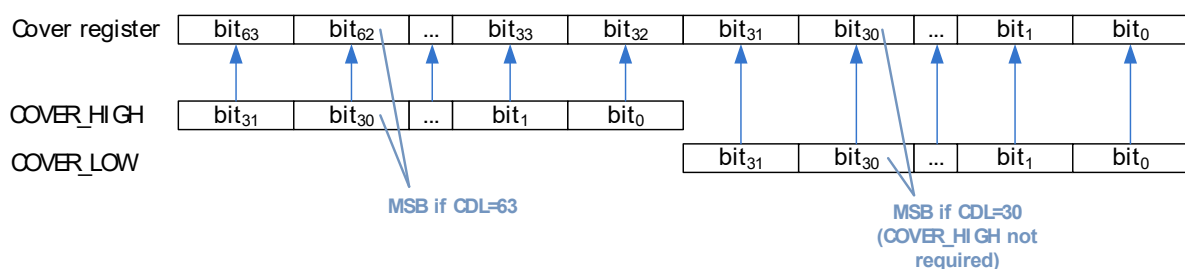 Cover register bit63 bit62 ... bit33 bit32 bit31 bit30 ... bit1 bit0
COVER_HIGH bit31 bit30 ... bit1 bit0
COVER_LOW bit31 bit30 ... bit1 bit0
MSB if CDL=63
MSB if CDL=30
(COVER_HIGH not
required)